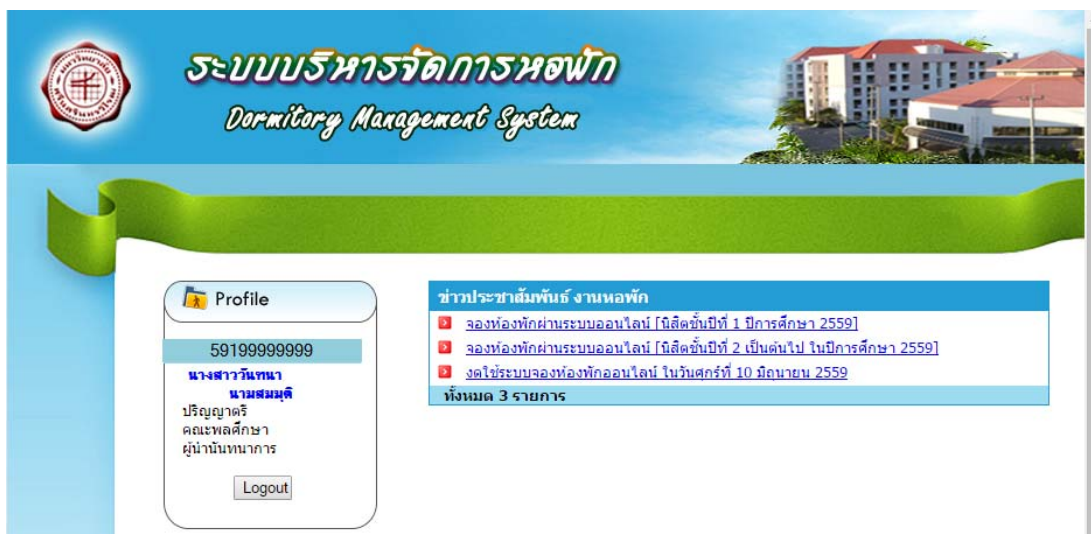 ระบบบริหารจัดการหอพัก
Dormitory Management System
Profile
59199999999
นางสาววันทนา
นามสมมุติ
ปริญญาตรี
คณะพลศึกษา
ผู้นำนันทนาการ
Logout
ข่าวประชาสัมพันธ์ งานหอพัก
จองห้องพักผ่านระบบออนไลน์ [นิสิตชั้นปีที่ 1 ปีการศึกษา 2559]
จองห้องพักผ่านระบบออนไลน์ [นิสิตชั้นปีที่ 2 เป็นต้นไป ในปีการศึกษา 2559]
งดใช้ระบบจองห้องพักออนไลน์ ในวันศุกร์ที่ 10 มิถุนายน 2559
ทั้งหมด 3 รายการ